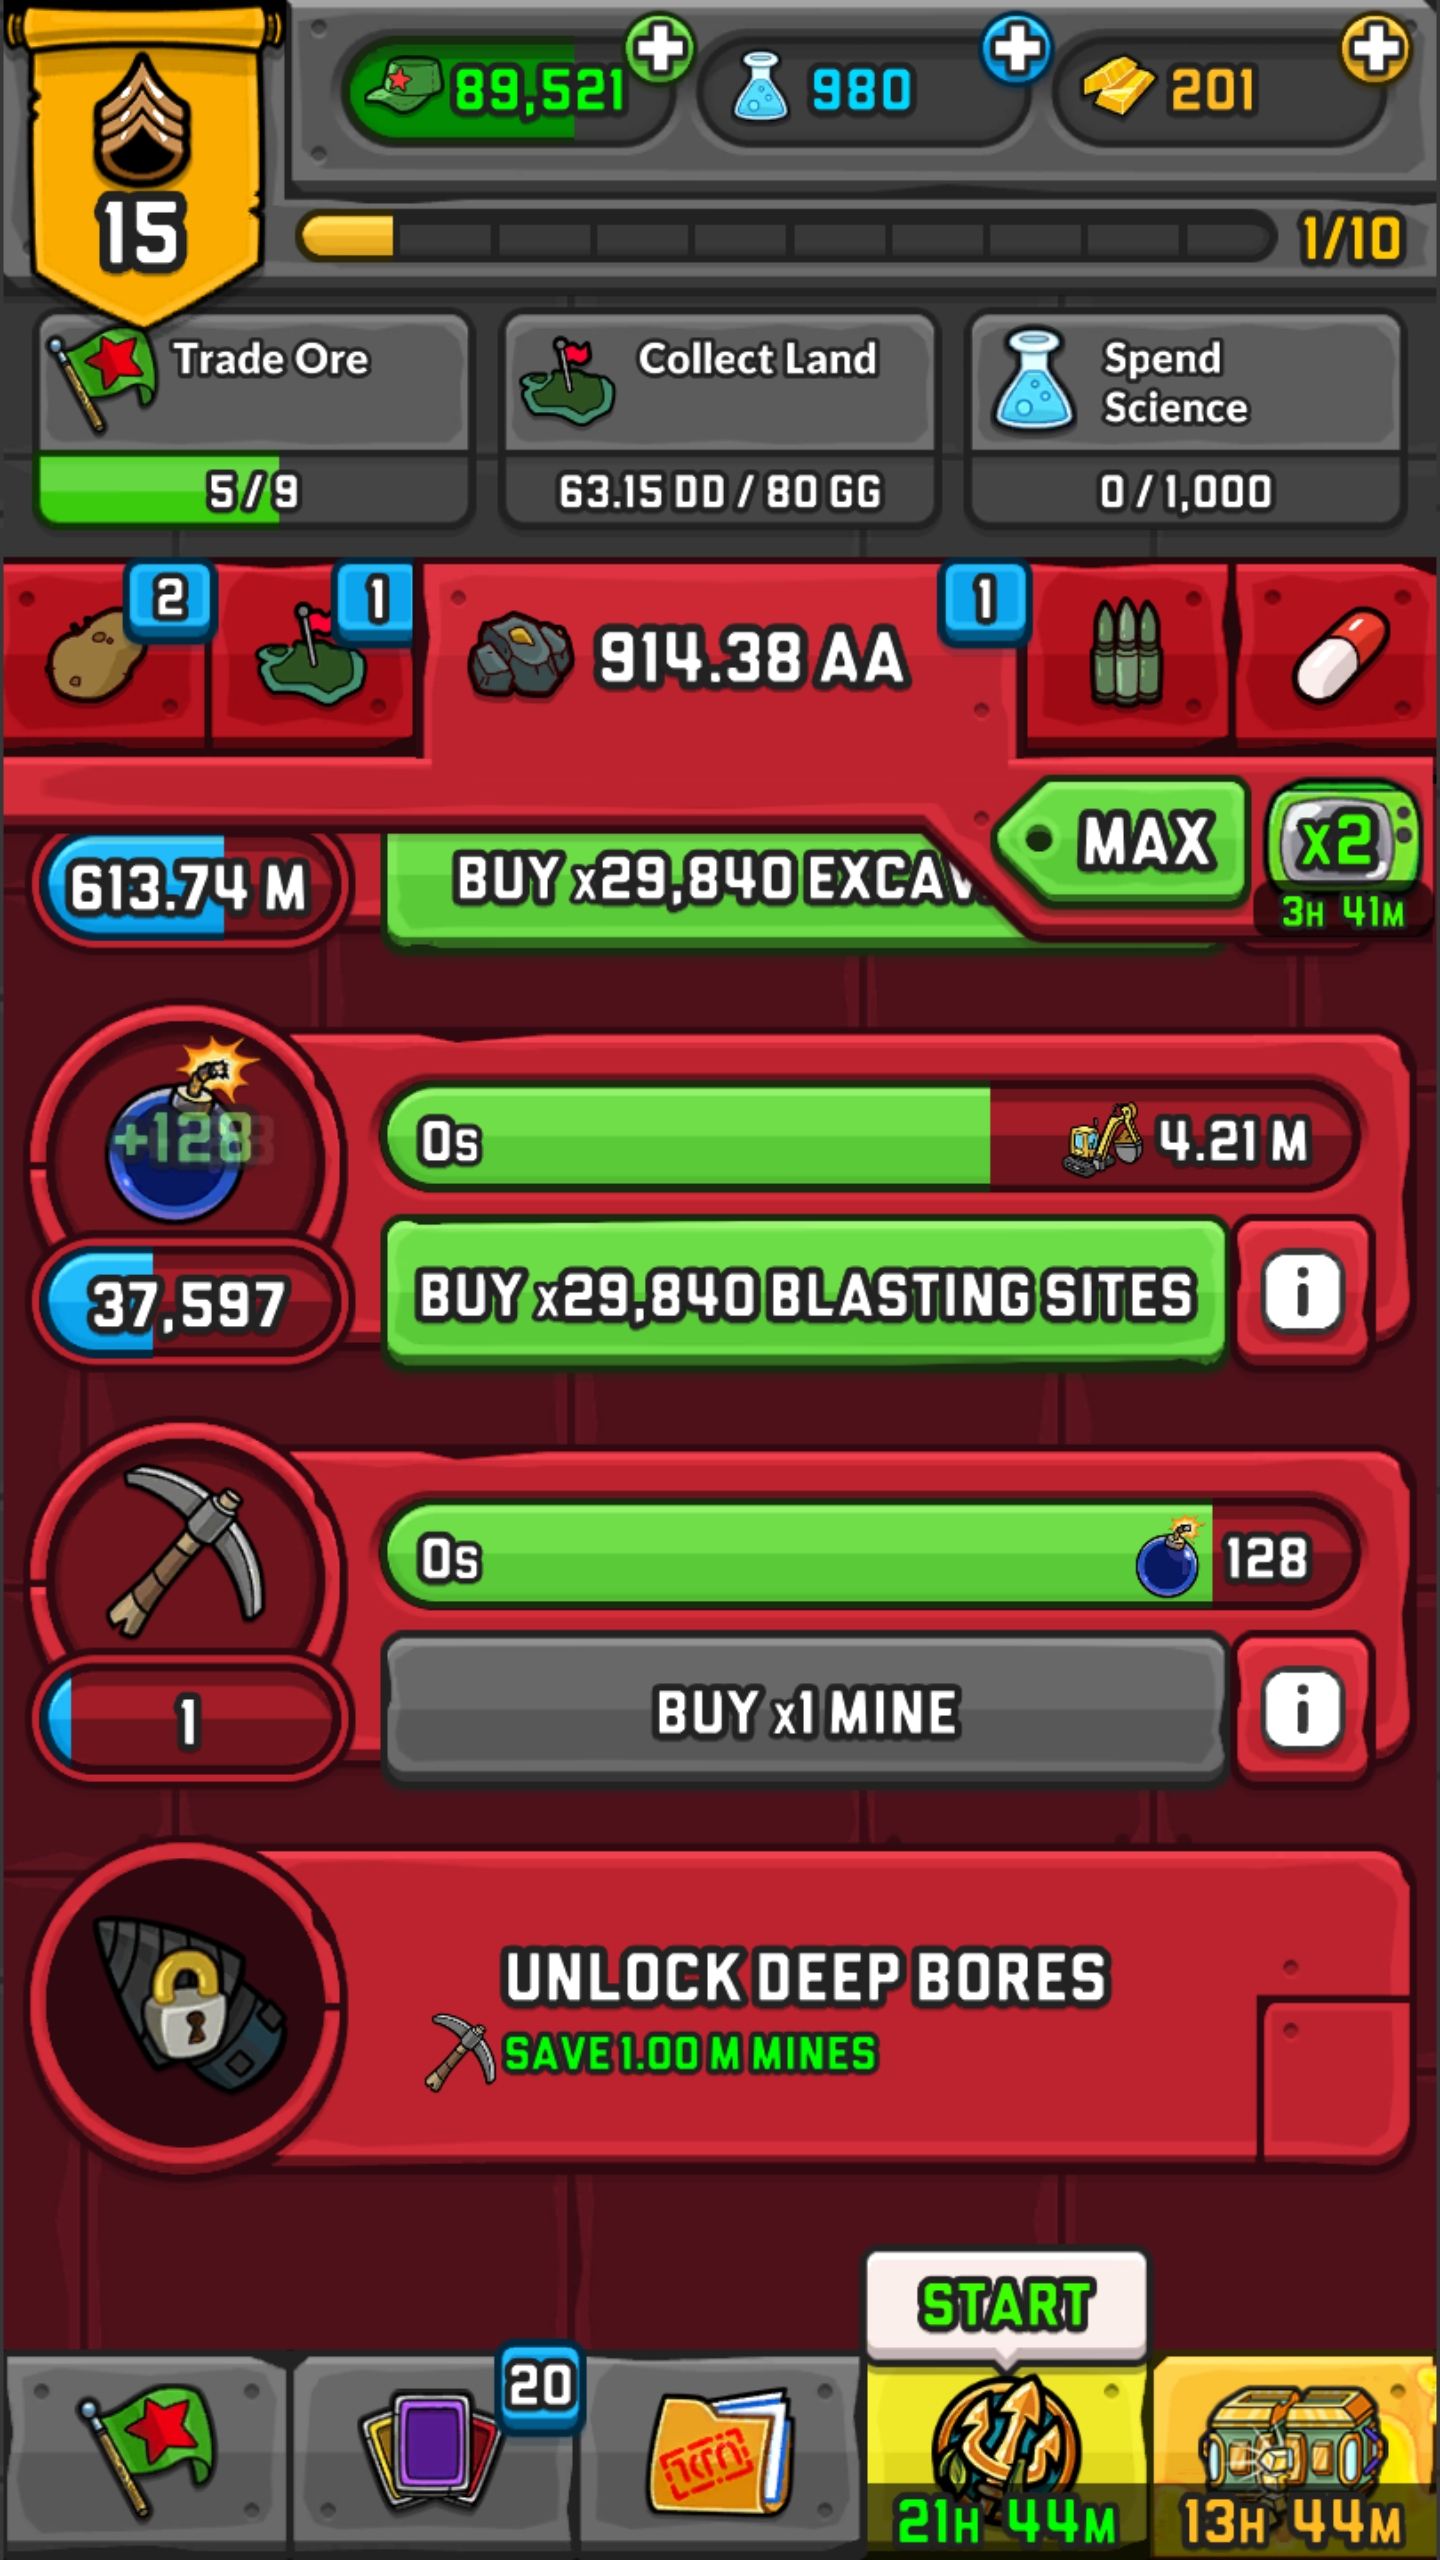 89,521
980
201
15
1/10
Trade Ore
Collect Land
Spend
Science
5/9
63.15 DD / 80 GG
0 / 1,000
2
1
914.38 AA
1
MAX
x2
3H 41M
613.74 M
BUY x29,840 EXCAV
+128
0s
4.21 M
37,597
BUY x29,840 BLASTING SITES
i
0s
128
1
BUY x1 MINE
i
UNLOCK DEEP BORES
SAVE 1.00 M MINES
START
20
21H 44M
13H 44M